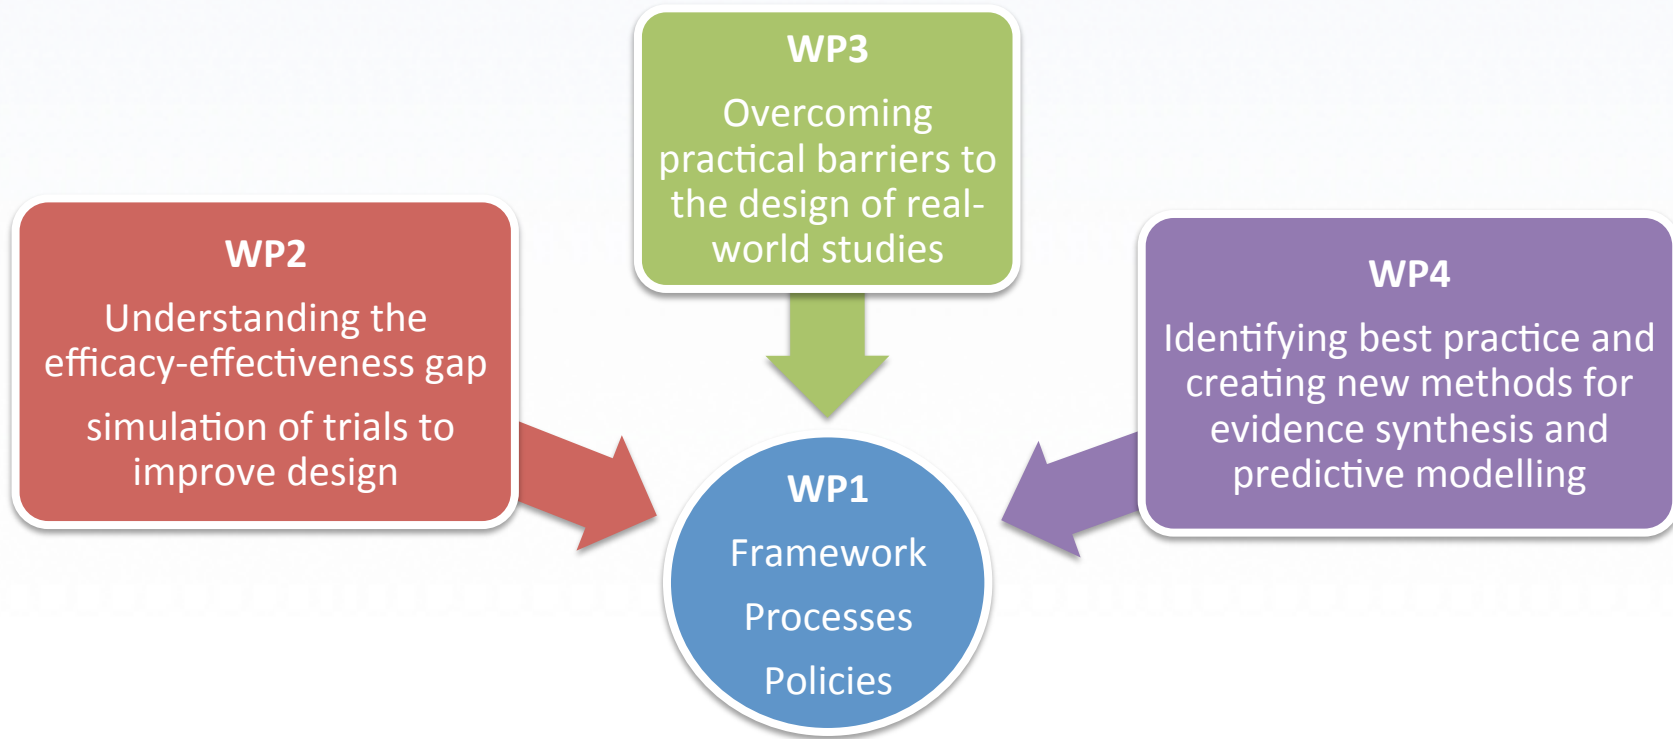 WP3
Overcoming
practical barriers to
the design of real-
world studies
WP2
Understanding the
efficacy-effectiveness gap
simulation of trials to
improve design
WP4
Identifying best practice and
creating new methods for
evidence synthesis and
predictive modelling
WP1
Framework
Processes
Policies